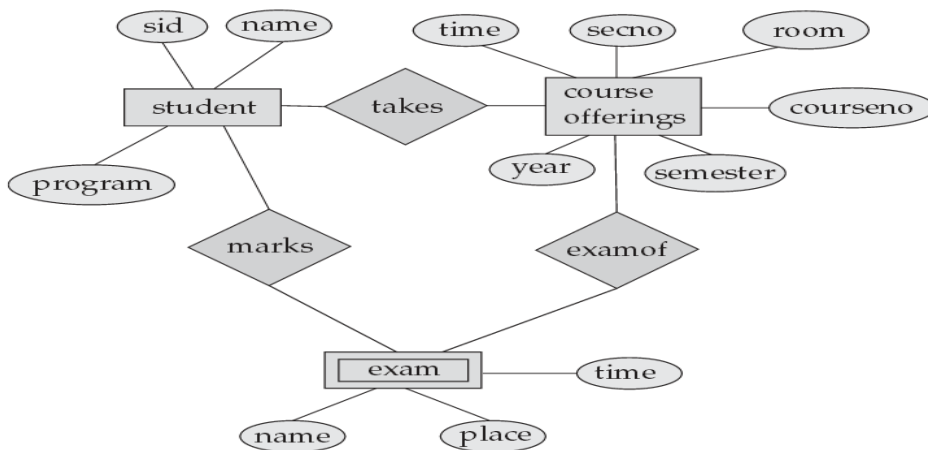 sid
name
time
secno
room
student
takes
course
offerings
courseno
program
year
semester
marks
examof
exam
time
name
place